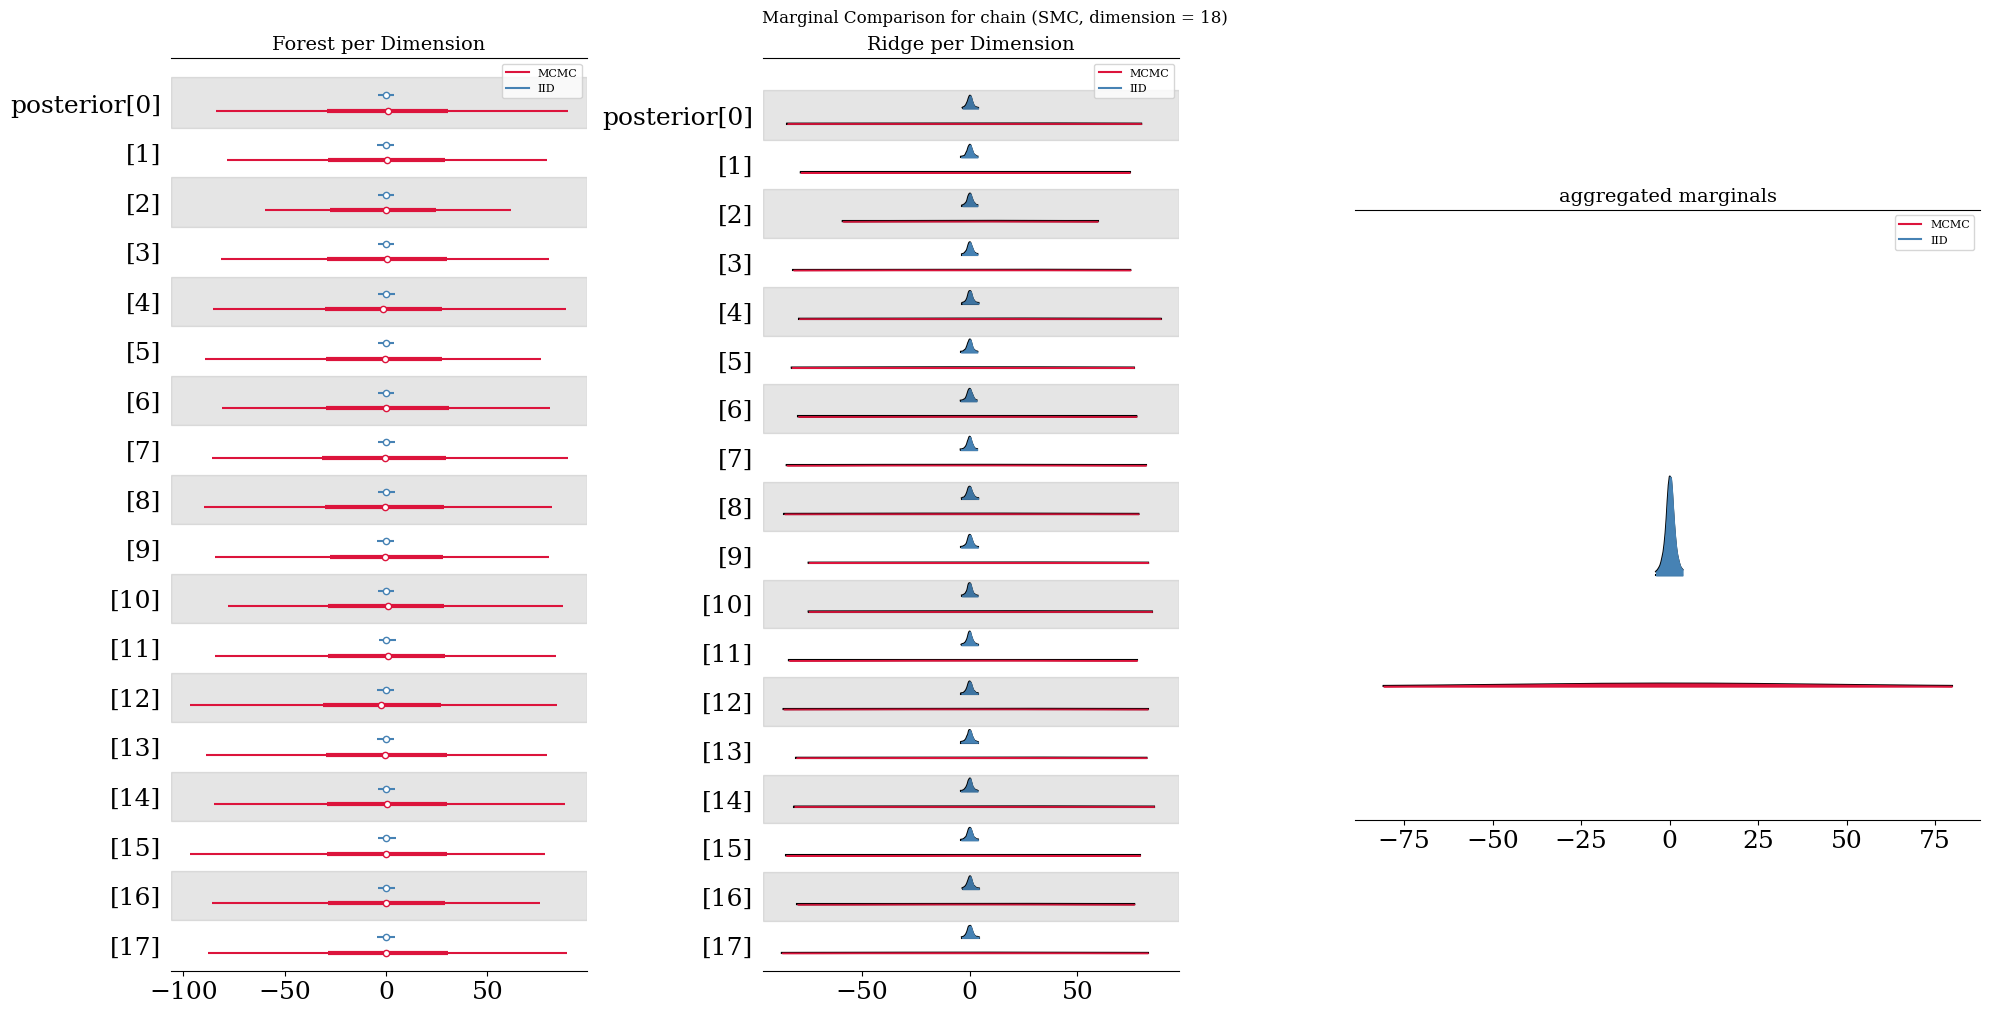 Marginal Comparison for chain (SMC, dimension = 18)
Forest per Dimension
MCMC
IID
posterior[0]
[1]
[2]
[3]
[4]
[5]
[6]
[7]
[8]
[9]
[10]
[11]
[12]
[13]
[14]
[15]
[16]
[17]
−100 −50 0 50
Ridge per Dimension
MCMC
IID
posterior[0]
[1]
[2]
[3]
[4]
[5]
[6]
[7]
[8]
[9]
[10]
[11]
[12]
[13]
[14]
[15]
[16]
[17]
−50 0 50
aggregated marginals
MCMC
IID
−75 −50 −25 0 25 50 75